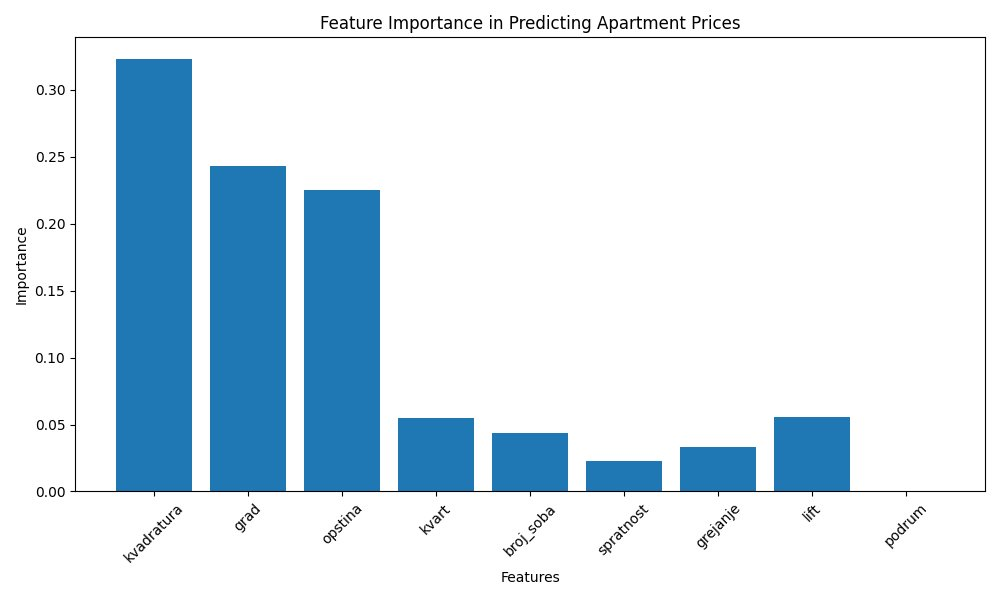 Feature Importance in Predicting Apartment Prices
Importance
0.30
0.25
0.20
0.15
0.10
0.05
0.00
kvadratura
grad
opstina
kvart
broj_soba
spratnost
grejanje
lift
podrum
Features